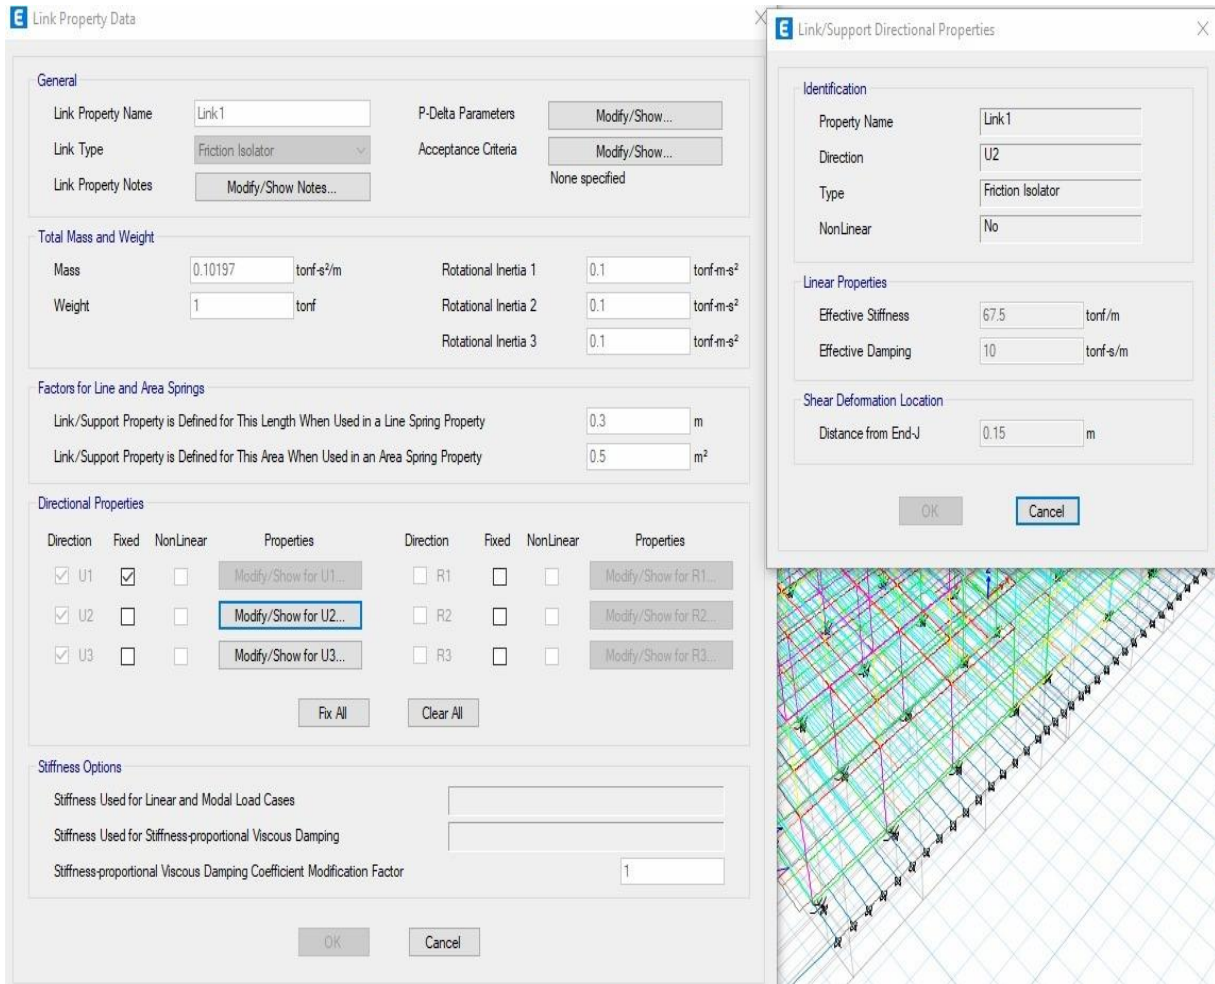 E Link Property Data
General
Link Property Name Link1 P-Delta Parameters Modify/Show...
Link Type Friction Isolator Acceptance Criteria Modify/Show...
Link Property Notes Modify/Show Notes... None specified
Total Mass and Weight
Mass 0.10197 tonf-s²/m Rotational Inertia 1 0.1 tonf-m-s²
Weight 1 tonf Rotational Inertia 2 0.1 tonf-m-s²
Rotational Inertia 3 0.1 tonf-m-s²
Factors for Line and Area Springs
Link/Support Property is Defined for This Length When Used in a Line Spring Property 0.3 m
Link/Support Property is Defined for This Area When Used in an Area Spring Property 0.5 m²
Directional Properties
Direction Fixed NonLinear Properties Direction Fixed NonLinear Properties
U1 Modify/Show for U1... R1 Modify/Show for R1...
U2 Modify/Show for U2... R2 Modify/Show for R2...
U3 Modify/Show for U3... R3 Modify/Show for R3...
Fix All Clear All
Stiffness Options
Stiffness Used for Linear and Modal Load Cases
Stiffness Used for Stiffness-proportional Viscous Damping
Stiffness-proportional Viscous Damping Coefficient Modification Factor 1
OK Cancel
E Link/Support Directional Properties
Identification
Property Name Link1
Direction U2
Type Friction Isolator
NonLinear No
Linear Properties
Effective Stiffness 67.5 tonf/m
Effective Damping 10 tonf-s/m
Shear Deformation Location
Distance from End-J 0.15 m
OK Cancel